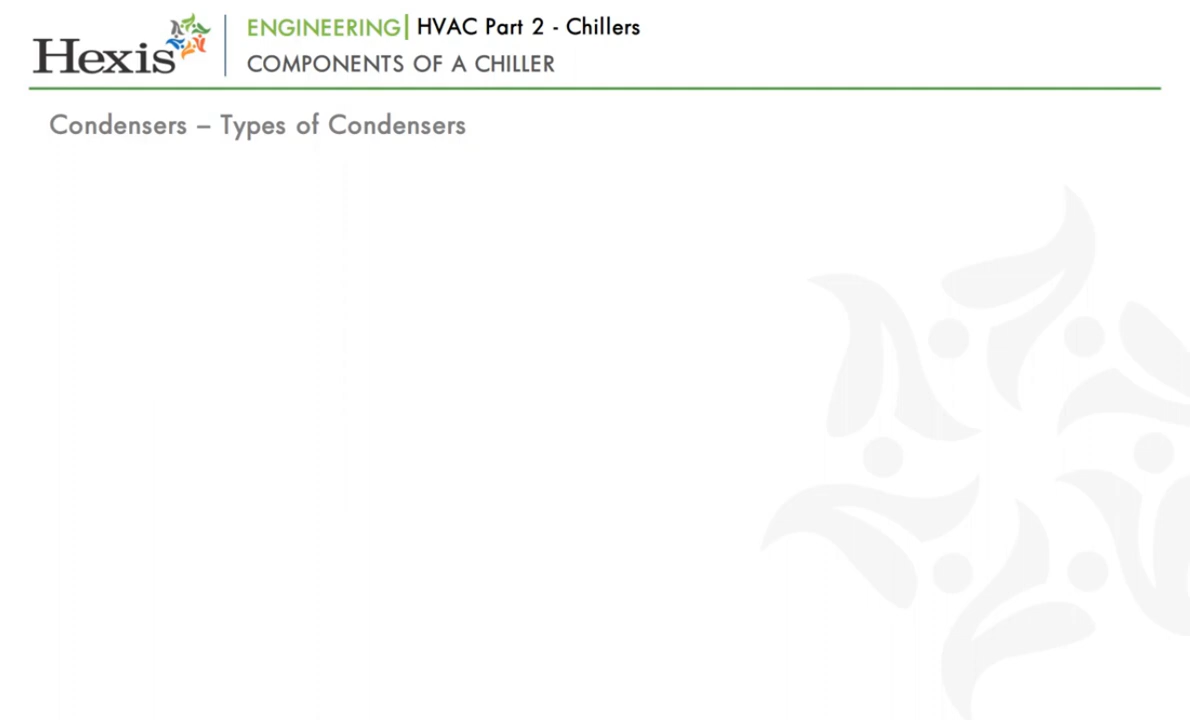 Hexis
ENGINEERING| HVAC Part 2 - Chillers
COMPONENTS OF A CHILLER
Condensers – Types of Condensers